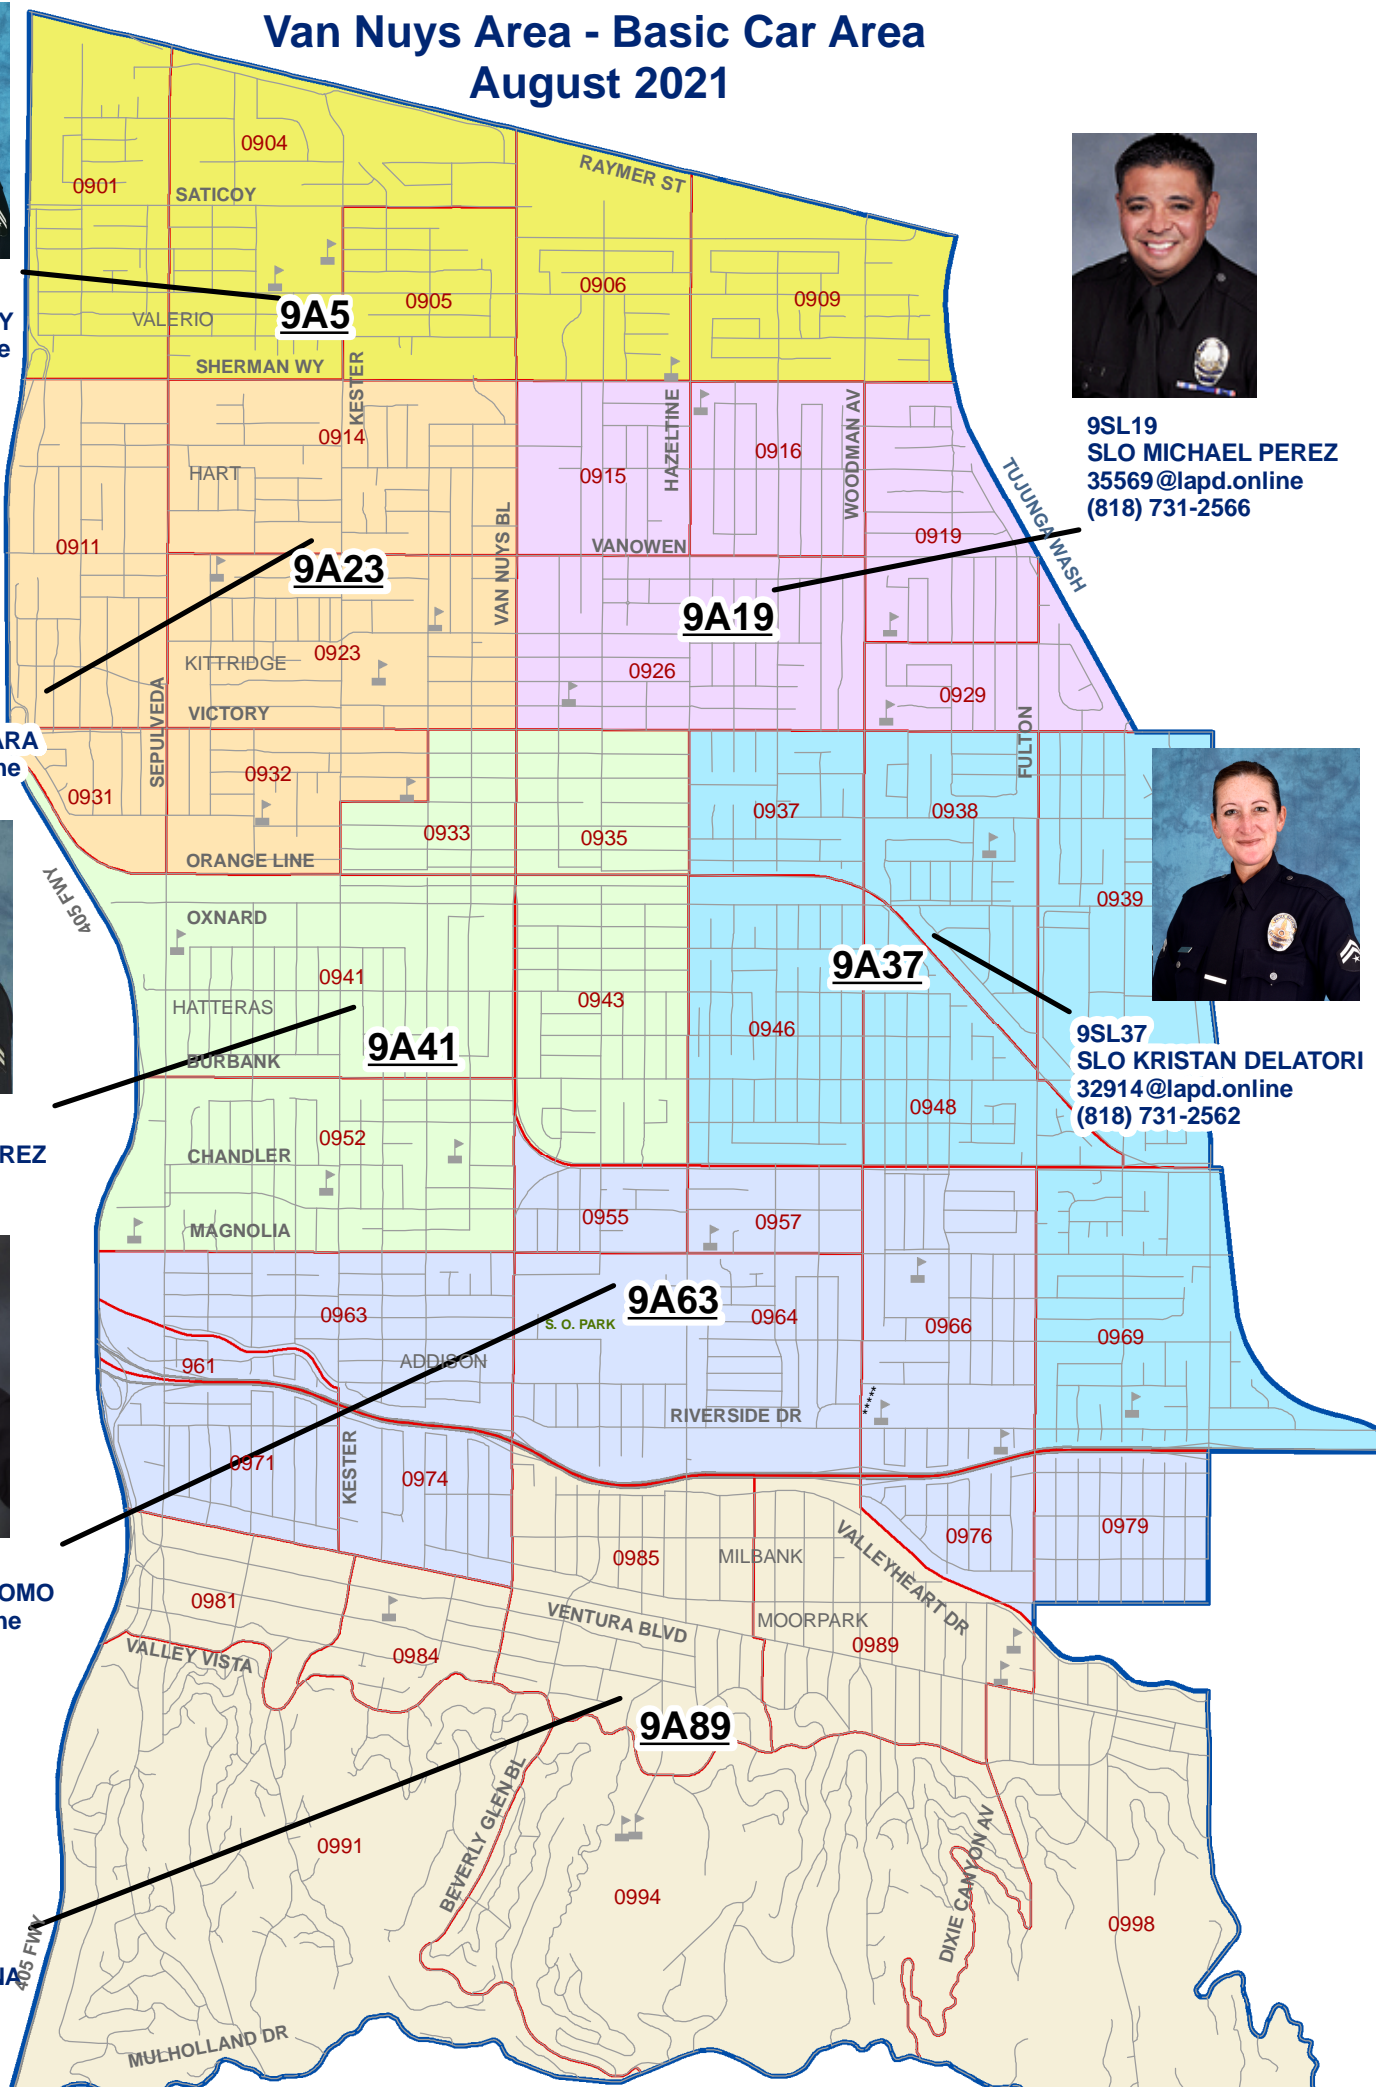 Van Nuys Area - Basic Car Area
August 2021
0904
0901
RAYMER ST
SATICOY
0906
0905
0909
9A5
VALERIO
Y
e
SHERMAN WY
KESTER
HAZELTINE
WOODMAN AV
9SL19
SLO MICHAEL PEREZ
35569@lapd.online
(818) 731-2566
0914
0916
HART
0915
TUJUNGA WASH
VAN NUYS BL
0911
0919
VANOWEN
9A23
9A19
0923
KITTRIDGE
0926
0929
VICTORY
SEPULVEDA
FULTON
ARA
ne
0932
0931
0937
0938
0933
0935
ORANGE LINE
405 FWY
0939
OXNARD
9A37
0941
0943
HATTERAS
0946
9A41
BURBANK
9SL37
SLO KRISTAN DELATORI
32914@lapd.online
(818) 731-2562
0948
0952
CHANDLER
REZ
0955
0957
MAGNOLIA
9A63
0963
S. O. PARK
0964
0966
0969
961
ADDISON
*****
RIVERSIDE DR
KESTER
0971
0974
0976
0979
VALLEYHEART DR
0985
MILBANK
OMO
ne
0981
VENTURA BLVD
MOORPARK
0989
VALLEY VISTA
0984
9A89
BEVERLY GLEN BL
0991
DIXIE CANYON AV
0994
0998
405 FWY
NA
MULHOLLAND DR